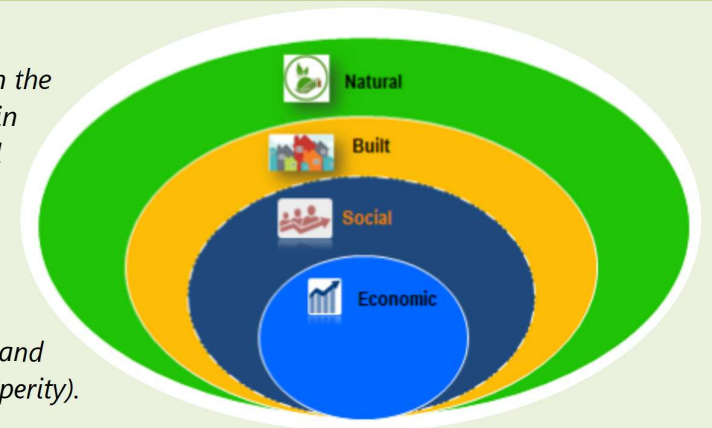 n the
in
and
perity).
Natural
Built
Social
Economic